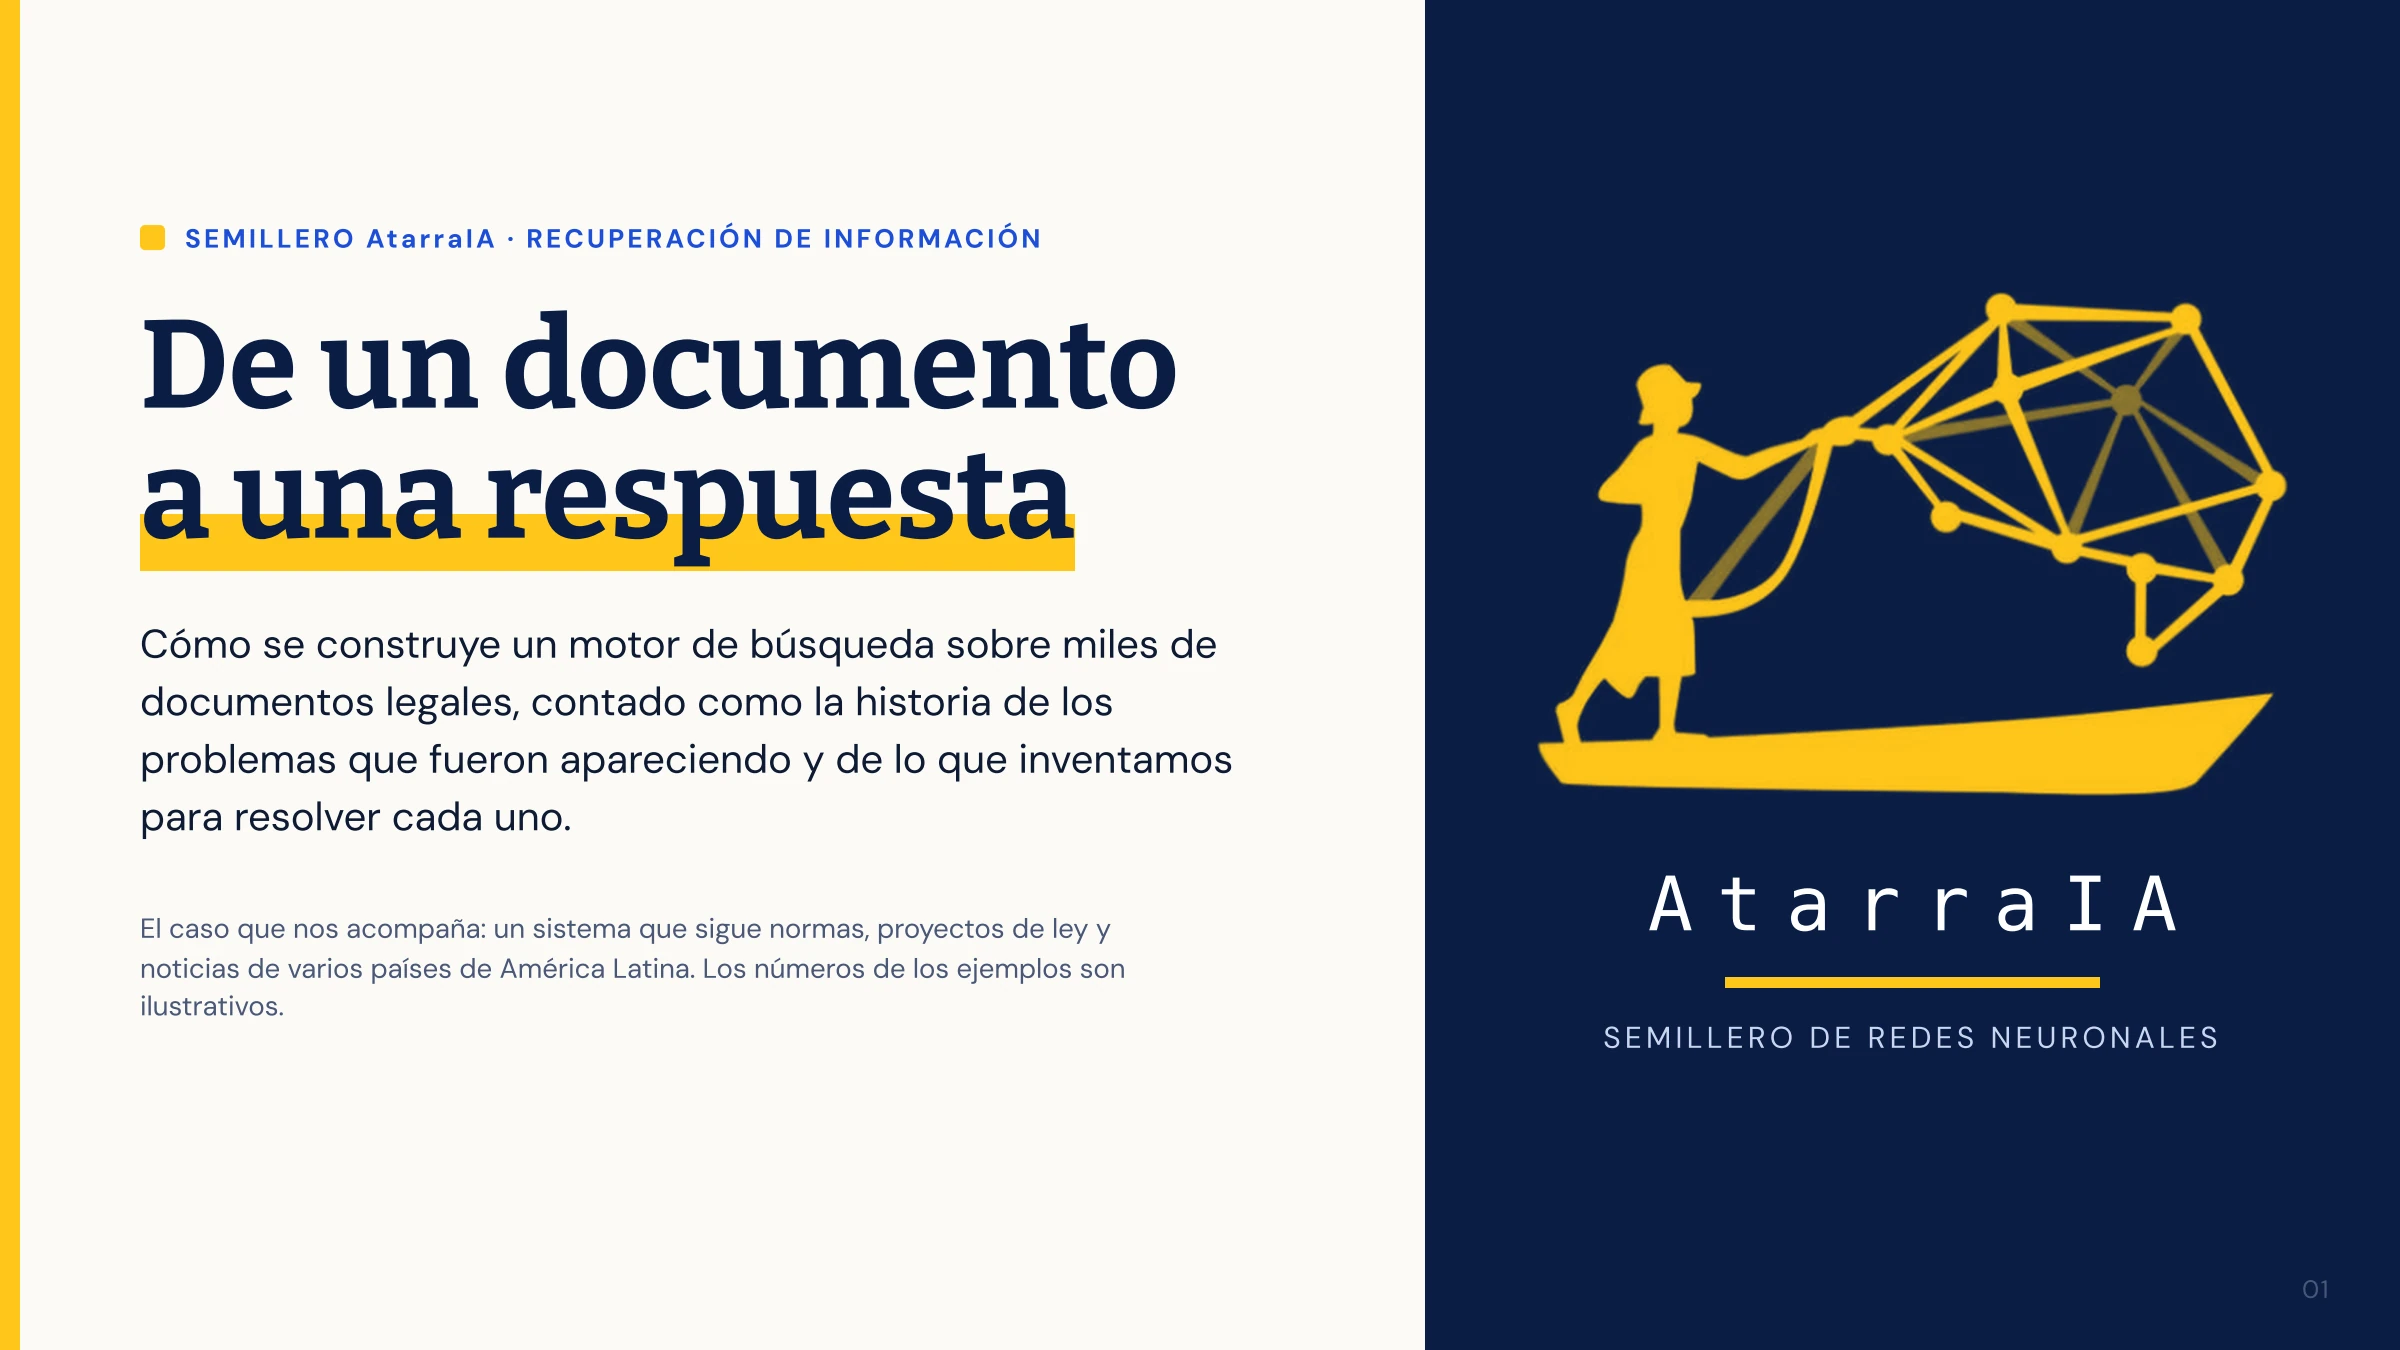 SEMILLERO AtarraIA · RECUPERACIÓN DE INFORMACIÓN
De un documento
a una respuesta
Cómo se construye un motor de búsqueda sobre miles de
documentos legales, contado como la historia de los
problemas que fueron apareciendo y de lo que inventamos
para resolver cada uno.
El caso que nos acompaña: un sistema que sigue normas, proyectos de ley y
noticias de varios países de América Latina. Los números de los ejemplos son
ilustrativos.
AtarraIA
SEMILLERO DE REDES NEURONALES
01